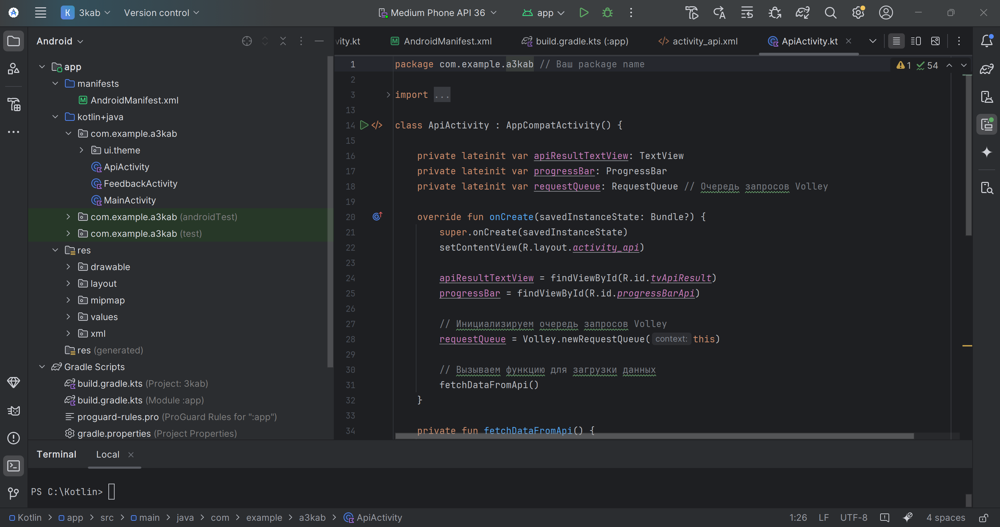 K 3kab Version control Medium Phone API 36 app
Android
app
manifests
AndroidManifest.xml
kotlin+java
com.example.a3kab
ui.theme
ApiActivity
FeedbackActivity
MainActivity
com.example.a3kab (androidTest)
com.example.a3kab (test)
res
drawable
layout
mipmap
values
xml
res (generated)
Gradle Scripts
build.gradle.kts (Project: 3kab)
build.gradle.kts (Module :app)
proguard-rules.pro (ProGuard Rules for ":app")
gradle.properties (Project Properties)
vity.kt AndroidManifest.xml build.gradle.kts (:app) activity_api.xml ApiActivity.kt
1 package com.example.a3kab // Ваш package name
1 54
2
3 import ...
13
14 class ApiActivity : AppCompatActivity() {
15
16 private lateinit var apiResultTextView: TextView
17 private lateinit var progressBar: ProgressBar
18 private lateinit var requestQueue: RequestQueue // Очередь запросов Volley
19
20 override fun onCreate(savedInstanceState: Bundle?) {
21 super.onCreate(savedInstanceState)
22 setContentView(R.layout.activity_api)
23
24 apiResultTextView = findViewById(R.id.tvApiResult)
25 progressBar = findViewById(R.id.progressBarApi)
26
27 // Инициализируем очередь запросов Volley
28 requestQueue = Volley.newRequestQueue( context: this)
29
30 // Вызываем функцию для загрузки данных
31 fetchDataFromApi()
32 }
33
34 private fun fetchDataFromApi() {
Terminal Local
PS C:\Kotlin>
Kotlin > app > src > main > java > com > example > a3kab > ApiActivity
1:26 LF UTF-8 4 spaces